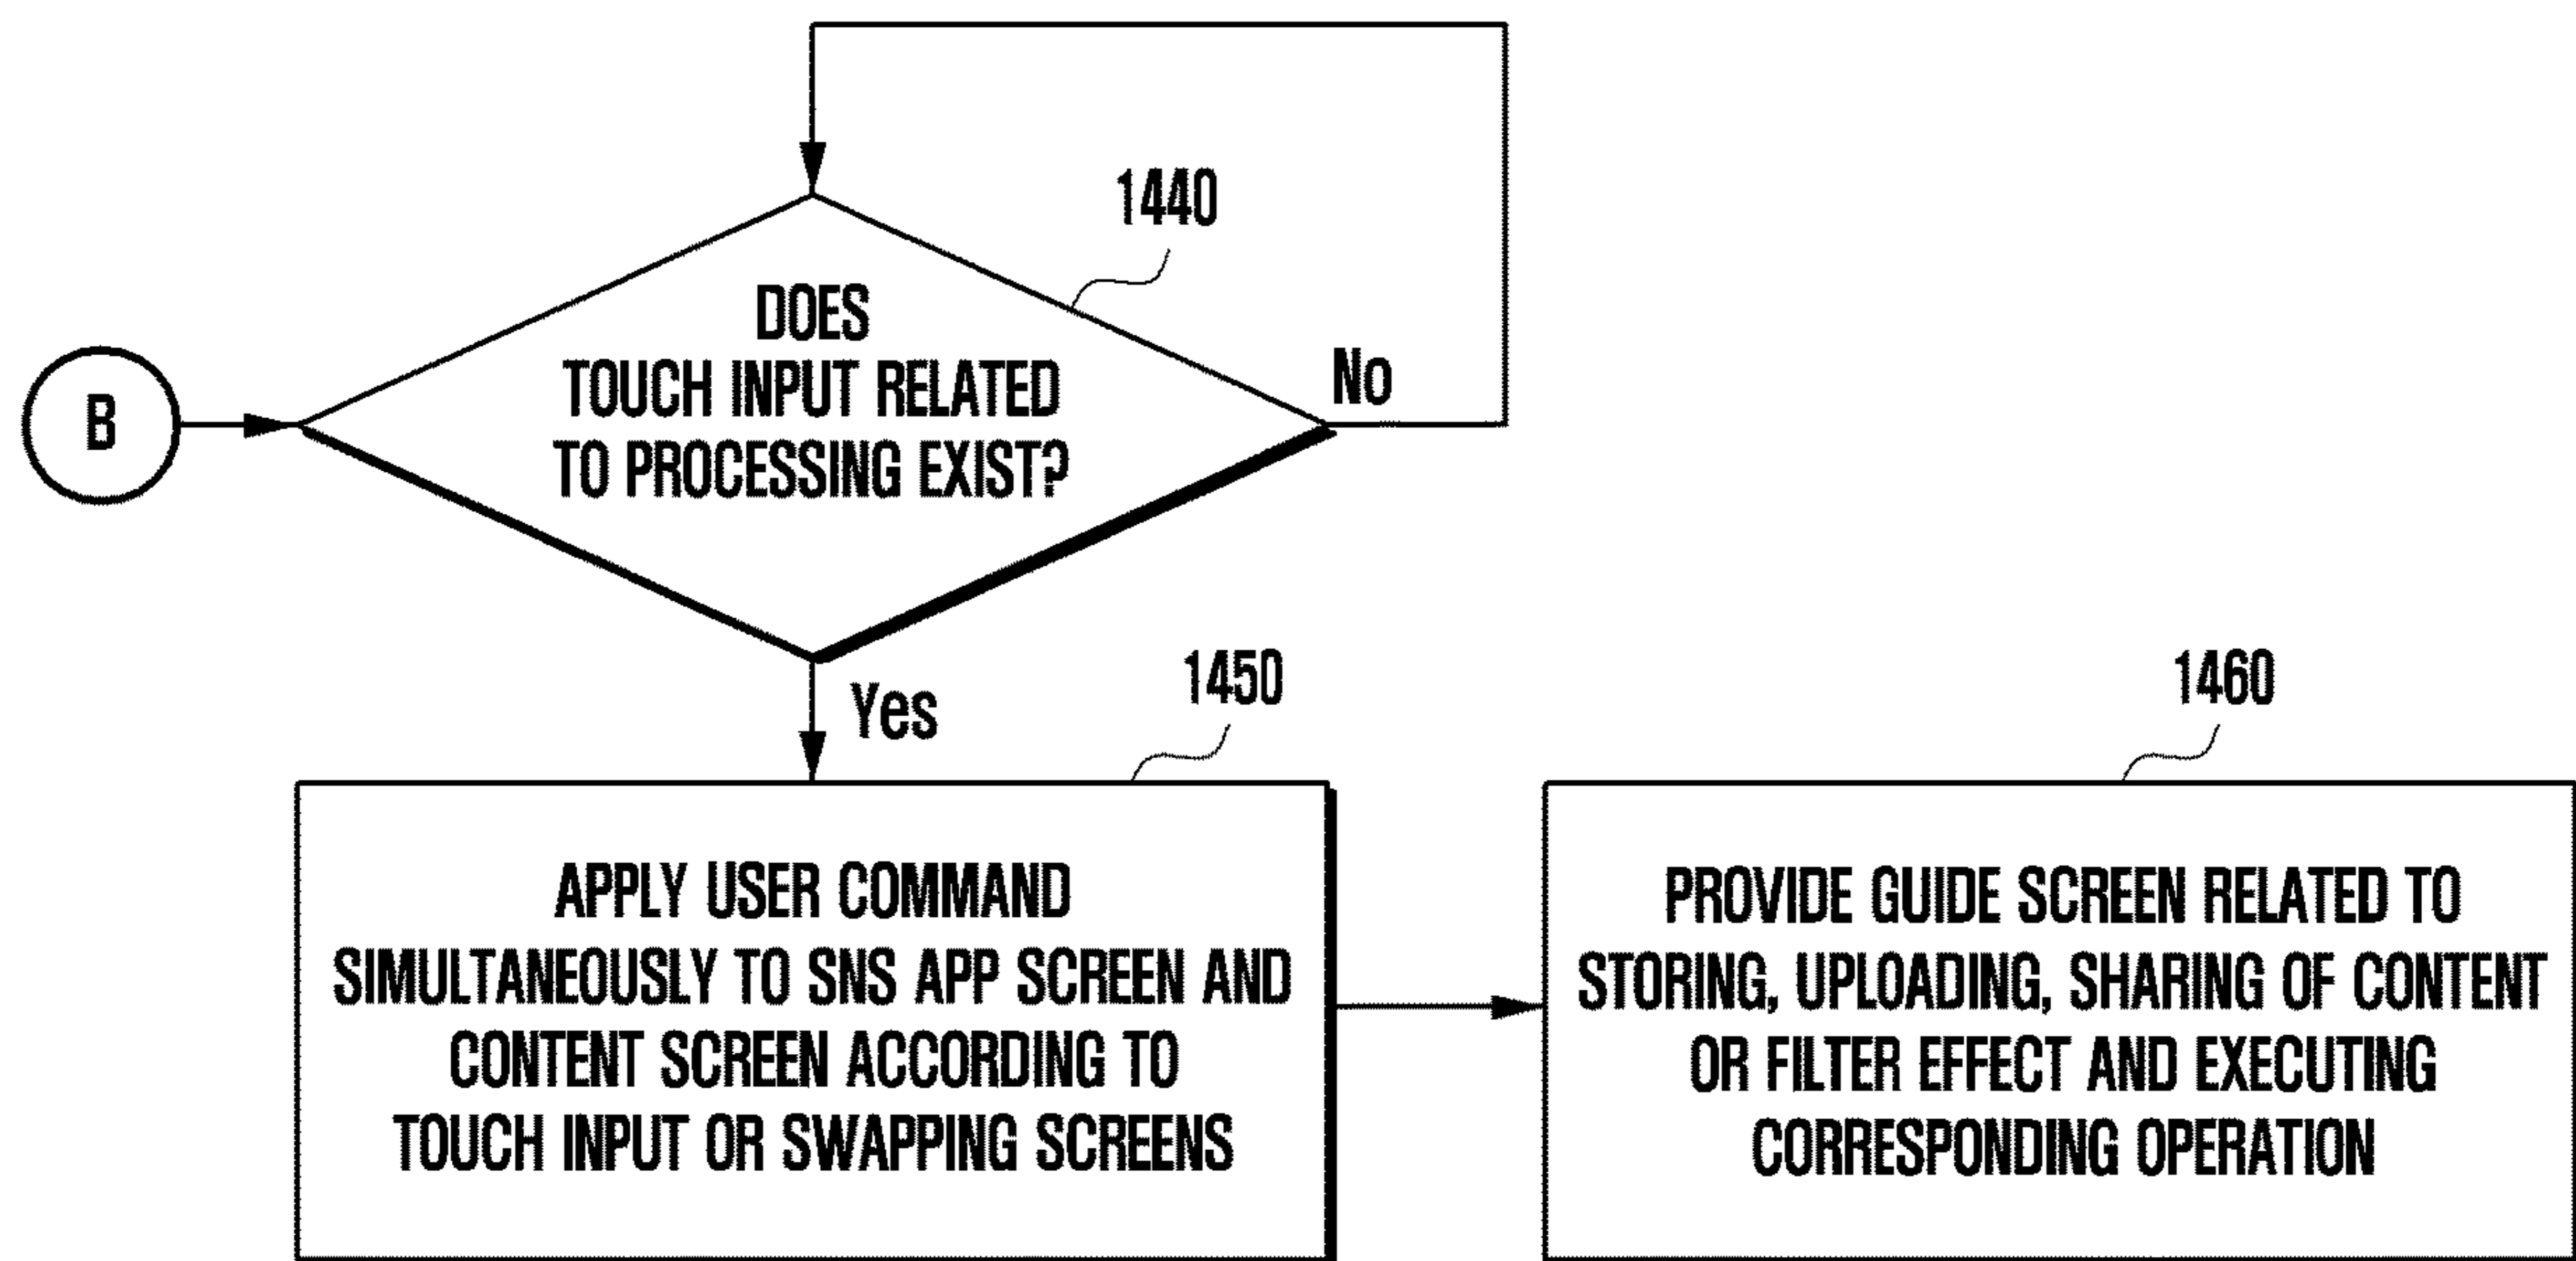 1440
B
DOES
TOUCH INPUT RELATED
TO PROCESSING EXIST?
No
Yes
1450
APPLY USER COMMAND
SIMULTANEOUSLY TO SNS APP SCREEN AND
CONTENT SCREEN ACCORDING TO
TOUCH INPUT OR SWAPPING SCREENS
1460
PROVIDE GUIDE SCREEN RELATED TO
STORING, UPLOADING, SHARING OF CONTENT
OR FILTER EFFECT AND EXECUTING
CORRESPONDING OPERATION